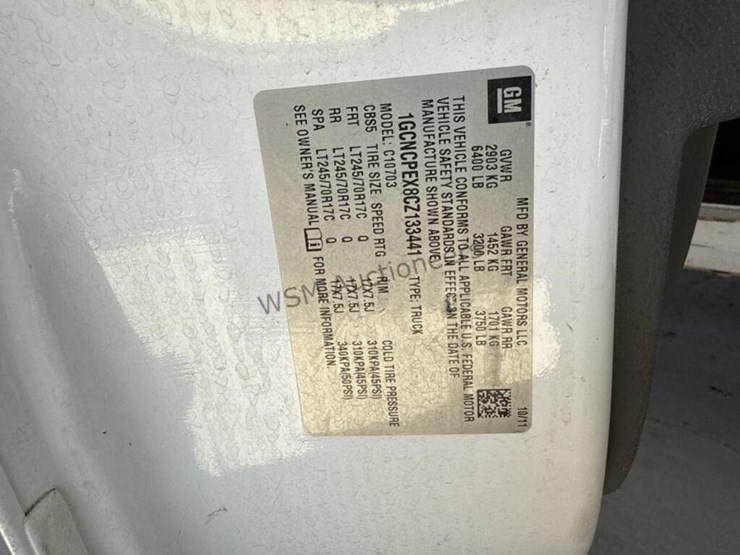 GM
MFD BY GENERAL MOTORS LLC 10/11
GVWR GAWR FRT GAWR RR
2903 KG 1452 KG 1701 KG
6400 LB 3200 LB 3750 LB
THIS VEHICLE CONFORMS TO ALL APPLICABLE U.S. FEDERAL MOTOR
VEHICLE SAFETY STANDARDS IN EFFECT ON THE DATE OF
MANUFACTURE SHOWN ABOVE.
1GCNCPEX8CZ133441 TYPE: TRUCK
MODEL: C10703
CBS5 TIRE SIZE SPEED RTG RIM COLD TIRE PRESSURE
FRT LT245/70R17C Q 17X7.5J 310KPA(45PSI)
RR LT245/70R17C Q 17X7.5J 310KPA(45PSI)
SPA LT245/70R17C Q 17X7.5J 340KPA(50PSI)
SEE OWNER'S MANUAL FOR MORE INFORMATION.
WSM Auctions